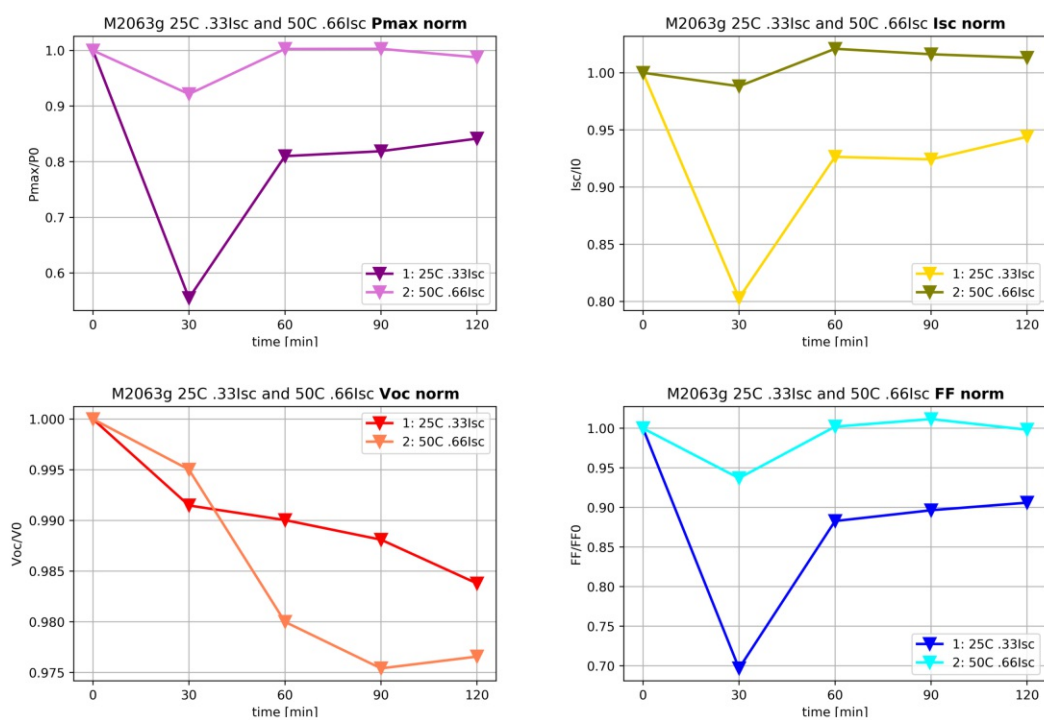 M2063g 25C .33Isc and 50C .66Isc Pmax norm
Pmax/P0
1.0
0.9
0.8
0.7
0.6
1: 25C .33Isc
2: 50C .66Isc
0 30 60 90 120
time [min]
M2063g 25C .33Isc and 50C .66Isc Isc norm
Isc/I0
1.00
0.95
0.90
0.85
0.80
1: 25C .33Isc
2: 50C .66Isc
0 30 60 90 120
time [min]
M2063g 25C .33Isc and 50C .66Isc Voc norm
Voc/V0
1.000
0.995
0.990
0.985
0.980
0.975
1: 25C .33Isc
2: 50C .66Isc
0 30 60 90 120
time [min]
M2063g 25C .33Isc and 50C .66Isc FF norm
FF/FF0
1.00
0.95
0.90
0.85
0.80
0.75
0.70
1: 25C .33Isc
2: 50C .66Isc
0 30 60 90 120
time [min]